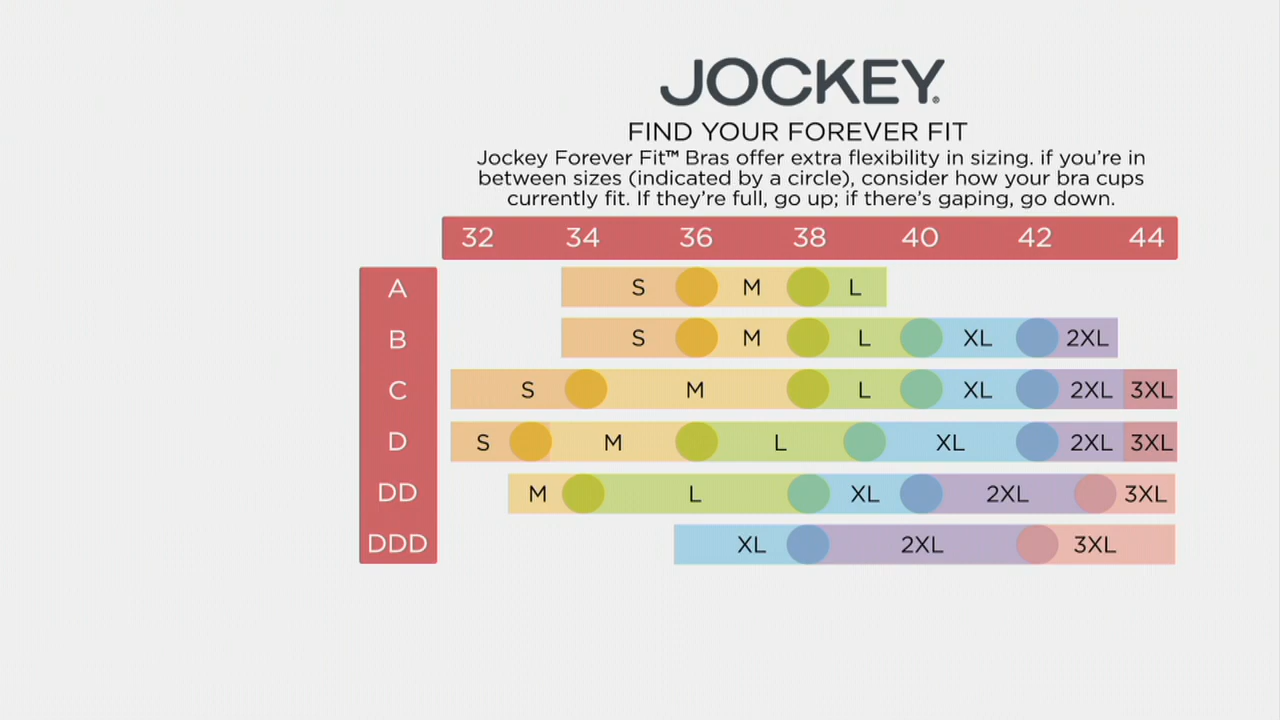 JOCKEY®
FIND YOUR FOREVER FIT
Jockey Forever Fit™ Bras offer extra flexibility in sizing. if you're in
between sizes (indicated by a circle), consider how your bra cups
currently fit. If they're full, go up; if there's gaping, go down.
32 34 36 38 40 42 44
A S M L
B S M L XL 2XL
C S M L XL 2XL 3XL
D S M L XL 2XL 3XL
DD M L XL 2XL 3XL
DDD XL 2XL 3XL